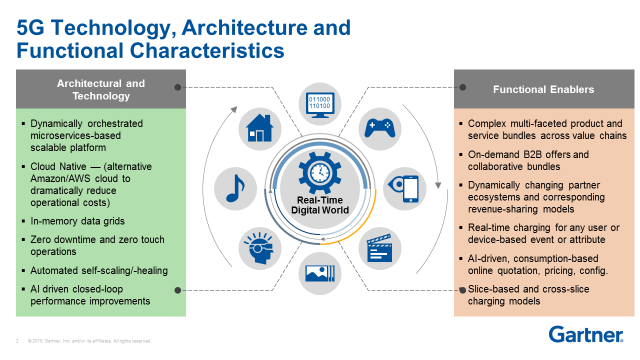 5G Technology, Architecture and
Functional Characteristics
Architectural and
Technology
▪ Dynamically orchestrated
microservices-based
scalable platform
▪ Cloud Native — (alternative
Amazon/AWS cloud to
dramatically reduce
operational costs)
▪ In-memory data grids
▪ Zero downtime and zero touch
operations
▪ Automated self-scaling/-healing
▪ AI driven closed-loop
performance improvements
011000
110100
Real-Time
Digital World
Functional Enablers
▪ Complex multi-faceted product and
service bundles across value chains
▪ On-demand B2B offers and
collaborative bundles
▪ Dynamically changing partner
ecosystems and corresponding
revenue-sharing models
▪ Real-time charging for any user or
device-based event or attribute
▪ AI-driven, consumption-based
online quotation, pricing, config.
▪ Slice-based and cross-slice
charging models
2 © 2019 Gartner, Inc. and/or its affiliates. All rights reserved.
Gartner